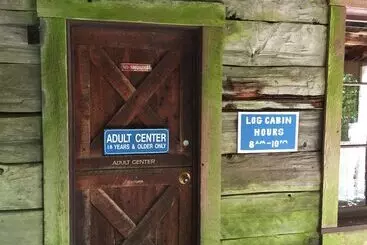 ADULT CENTER
18 YEARS & OLDER ONLY
ADULT CENTER
LOG CABIN
HOURS
8AM-10PM